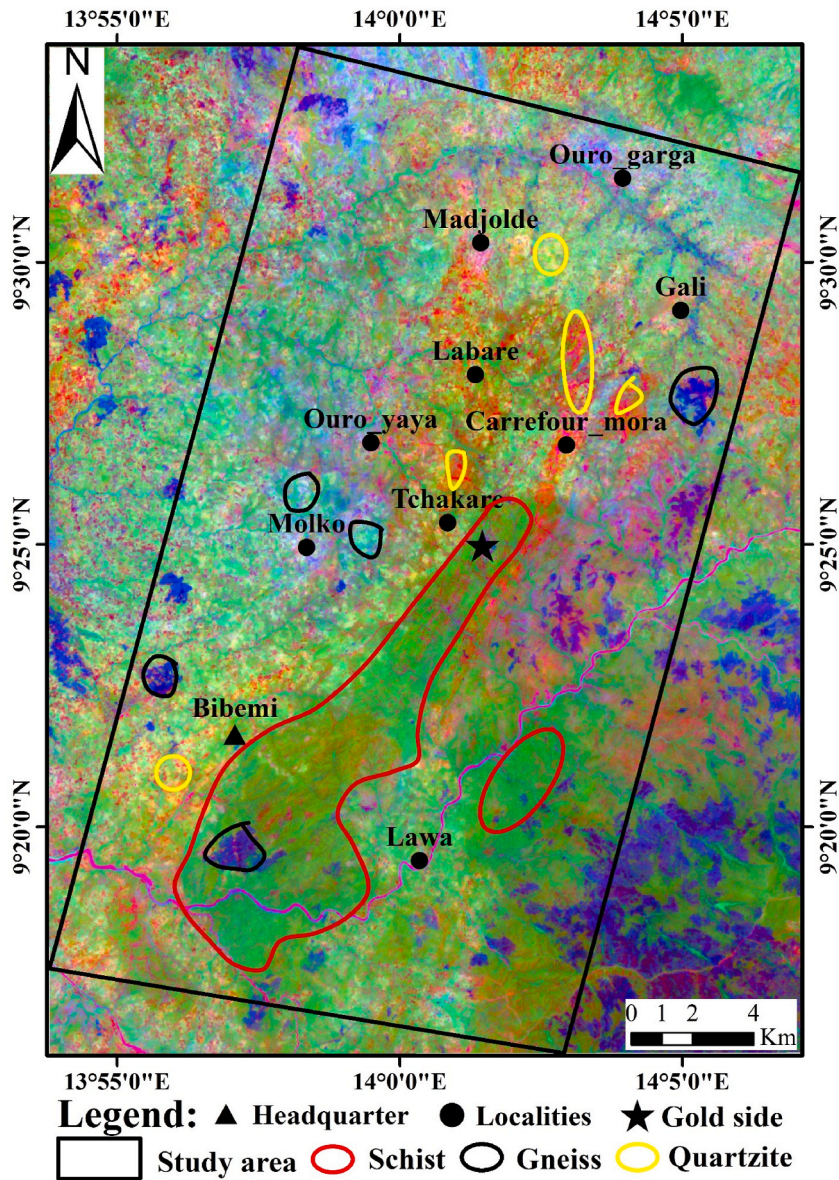 13°55'0"E 14°0'0"E 14°5'0"E
N
Ouro_garga
Madjolde
9°30'0"N 9°30'0"N
Gali
Labare
Ouro_yaya Carrefour_mora
Tchakare
Molko
9°25'0"N 9°25'0"N
Bibemi
9°20'0"N 9°20'0"N
Lawa
0 1 2 4
Km
13°55'0"E 14°0'0"E 14°5'0"E
Legend: Headquarter Localities Gold side
Study area Schist Gneiss Quartzite